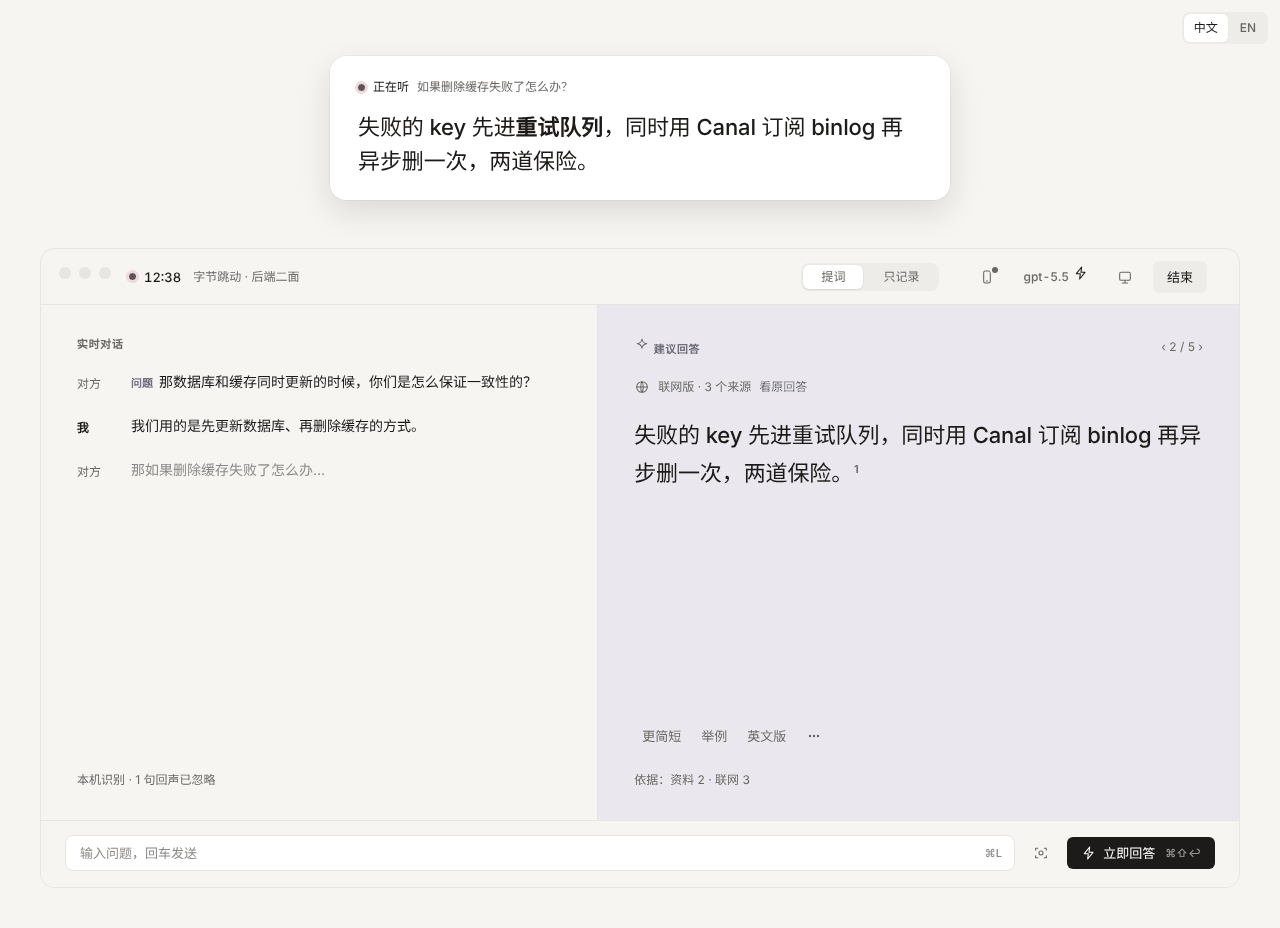 中文 EN
正在听 如果删除缓存失败了怎么办？
失败的 key 先进重试队列，同时用 Canal 订阅 binlog 再
异步删一次，两道保险。
12:38 字节跳动 · 后端二面
提词 只记录
gpt-5.5
结束
实时对话
对方 问题 那数据库和缓存同时更新的时候，你们是怎么保证一致性的？
我 我们用的是先更新数据库、再删除缓存的方式。
对方 那如果删除缓存失败了怎么办…
本机识别 · 1 句回声已忽略
建议回答
‹ 2 / 5 ›
联网版 · 3 个来源 看原回答
失败的 key 先进重试队列，同时用 Canal 订阅 binlog 再异
步删一次，两道保险。1
更简短 举例 英文版 ···
依据：资料 2 · 联网 3
输入问题，回车发送 ⌘L
立即回答 ⌘⇧↩